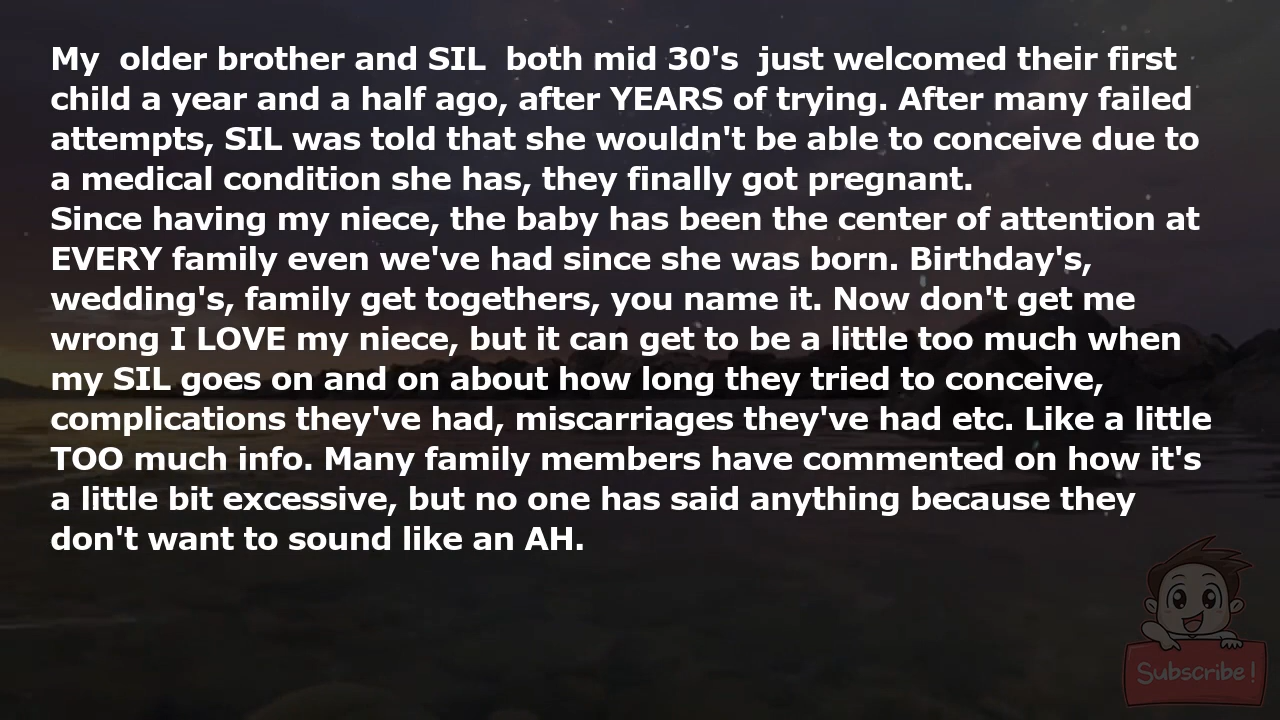 My  older brother and SIL  both mid 30's  just welcomed their first
child a year and a half ago, after YEARS of trying. After many failed
attempts, SIL was told that she wouldn't be able to conceive due to
a medical condition she has, they finally got pregnant.
Since having my niece, the baby has been the center of attention at
EVERY family even we've had since she was born. Birthday's,
wedding's, family get togethers, you name it. Now don't get me
wrong I LOVE my niece, but it can get to be a little too much when
my SIL goes on and on about how long they tried to conceive,
complications they've had, miscarriages they've had etc. Like a little
TOO much info. Many family members have commented on how it's
a little bit excessive, but no one has said anything because they
don't want to sound like an AH.
Subscribe!